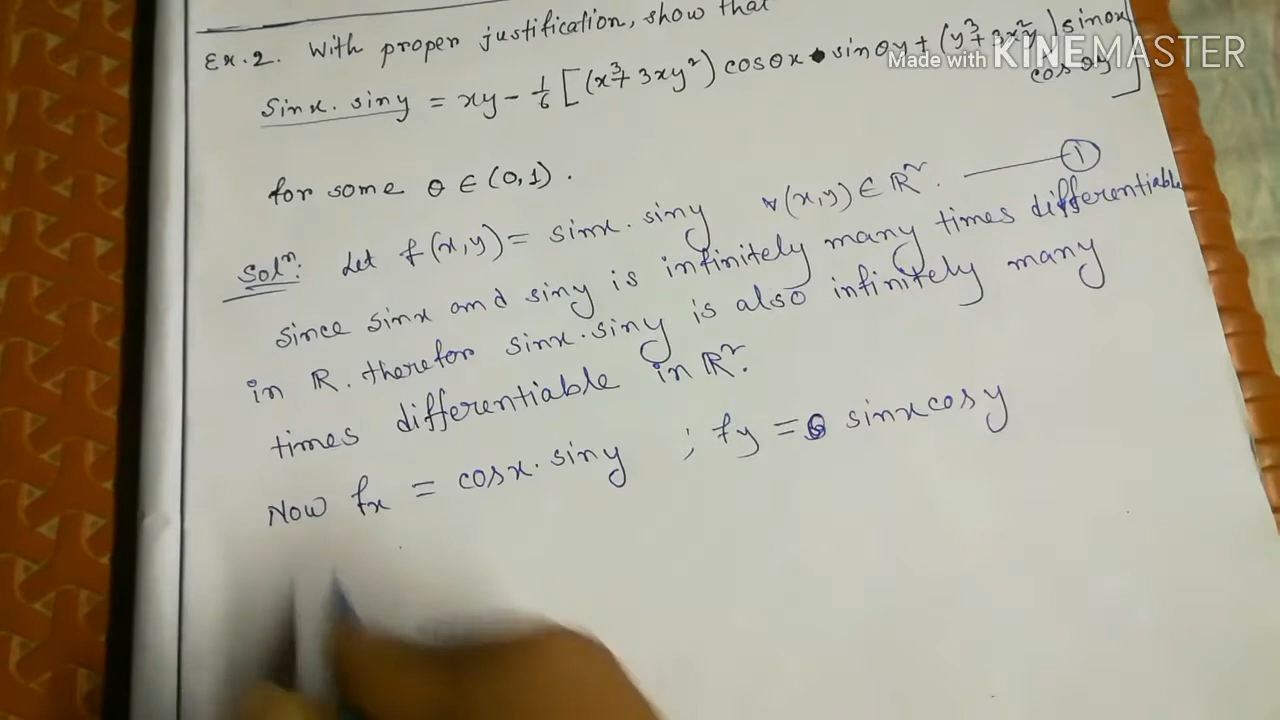 Ex.2. With proper justification, show that
sinx. siny = xy - 1/6 [(x³+3xy²) cosθx • sinθy + (y³+3x²y) sinθx
cosθy]
for some θ ∈ (0,1).
Solⁿ: Let f(x,y) = sinx. siny ∀(x,y) ∈ ℝ². —— ①
since sinx and siny is infinitely many times differentiable
in ℝ. therefor sinx.siny is also infinitely many
times differentiable in ℝ².
Now fx = cosx. siny ; fy = sinxcosy
Made with KINEMASTER